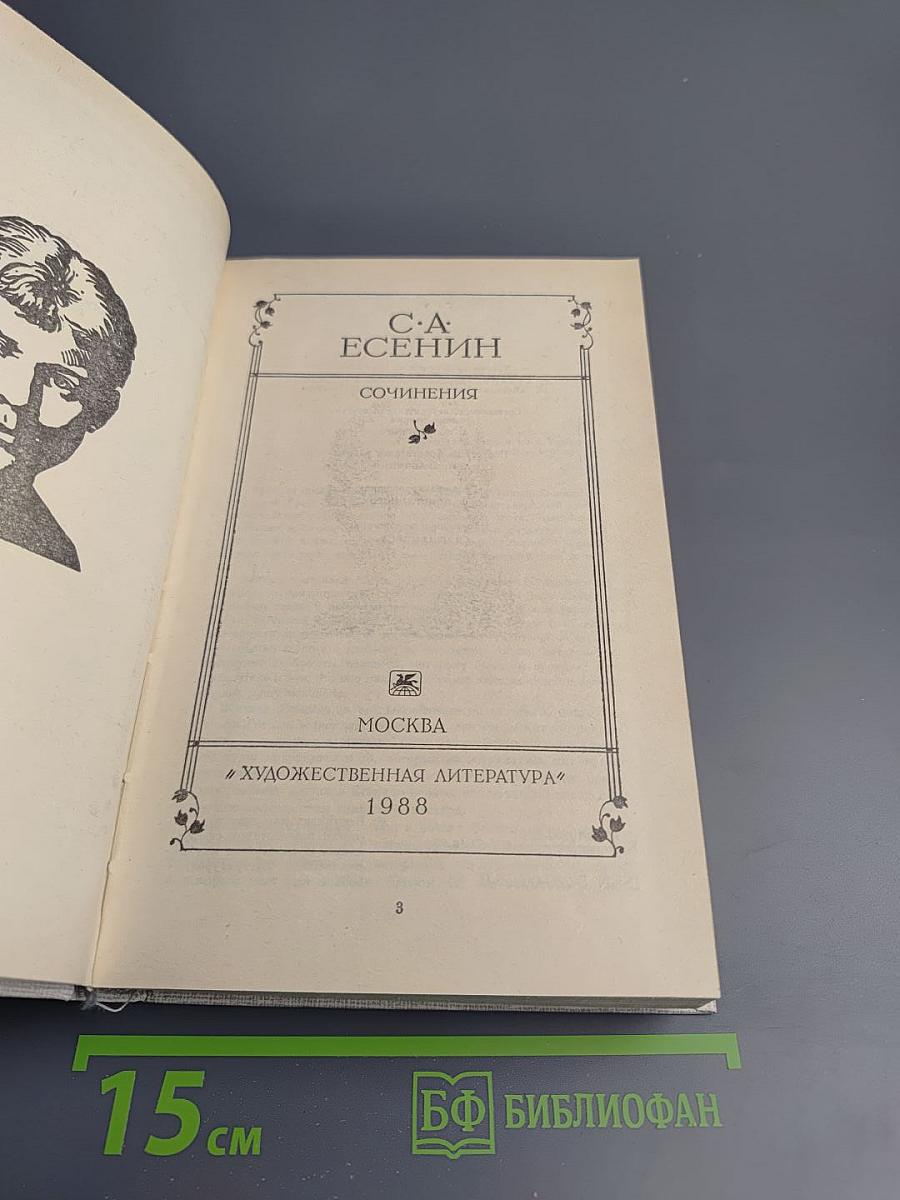 С·А·
ЕСЕНИН
СОЧИНЕНИЯ
МОСКВА
"ХУДОЖЕСТВЕННАЯ ЛИТЕРАТУРА"
1988
3
15 см
БФ БИБЛИОФАН